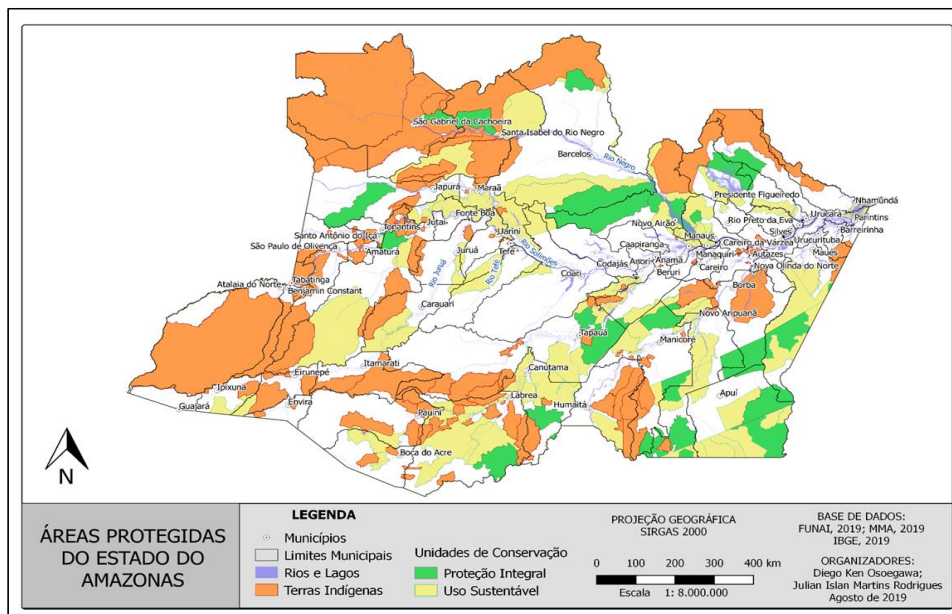 São Gabriel da Cachoeira
Santa Isabel do Rio Negro
Barcelos
Rio Negro
Japurá
Maraã
Presidente Figueiredo
Nhamundá
Urucará
Parintins
Rio Preto da Eva
Silves
Barreirinha
Fonte Boa
Jutaí
Tonantins
Santo Antônio do Içá
Novo Airão
Manaus
Urucurituba
Uarini
Caapiranga
Careiro da Várzea
Maués
São Paulo de Olivença
Amaturá
Juruá
Tefé
Rio Solimões
Anamã
Manaquiri
Autazes
Codajás
Anori
Rio Juruá
Rio Tefé
Coari
Beruri
Careiro
Nova Olinda do Norte
Tabatinga
Atalaia do Norte
Benjamin Constant
Borba
Carauari
Novo Aripuanã
Tapauá
Manicoré
Itamarati
Eirunepé
Canutama
Ipixuna
Lábrea
Apuí
Guajará
Envira
Humaitá
Pauini
Boca do Acre
N
ÁREAS PROTEGIDAS
DO ESTADO DO
AMAZONAS
LEGENDA
Municípios
Limites Municipais
Rios e Lagos
Terras Indígenas
Unidades de Conservação
Proteção Integral
Uso Sustentável
PROJEÇÃO GEOGRÁFICA
SIRGAS 2000
0 100 200 300 400 km
Escala 1: 8.000.000
BASE DE DADOS:
FUNAI, 2019; MMA, 2019
IBGE, 2019
ORGANIZADORES:
Diego Ken Osoegawa;
Julian Islan Martins Rodrigues
Agosto de 2019